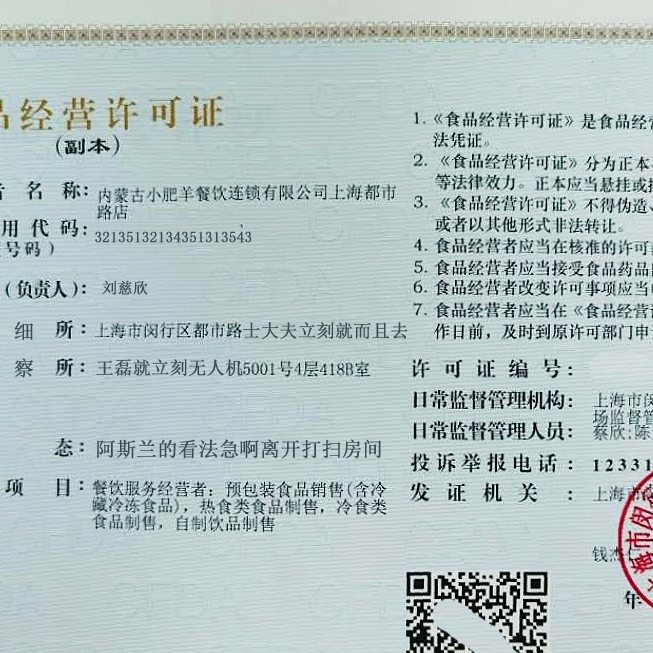 品经营许可证
(副本)
名 称:
内蒙古小肥羊餐饮连锁有限公司上海都市
路店
用代码:
32135132134351313543
号码)
(负责人):
刘慈欣
细 所:
上海市闵行区都市路士大夫立刻就而且去
察 所:
王磊就立刻无人机5001号4层418B室
态:
阿斯兰的看法急啊离开打扫房间
项 目:
餐饮服务经营者:预包装食品销售(含冷
藏冷冻食品),热食类食品制售,冷食类
食品制售,自制饮品制售
1. 《食品经营许可证》是食品经营
法凭证。
2. 《食品经营许可证》分为正本
等法律效力。正本应当悬挂或摆
3. 《食品经营许可证》不得伪造、
或者以其他形式非法转让。
4. 食品经营者应当在核准的许可
5. 食品经营者应当接受食品药品
6. 食品经营者改变许可事项应当
7. 食品经营者应当在《食品经营
作日前,及时到原许可部门申
许可证编号:
日常监督管理机构:
上海市闵
场监督管
日常监督管理人员:
蔡欣;陈
投诉举报电话:
12331
发证机关:
上海市
钱杰仁
年
海市闵